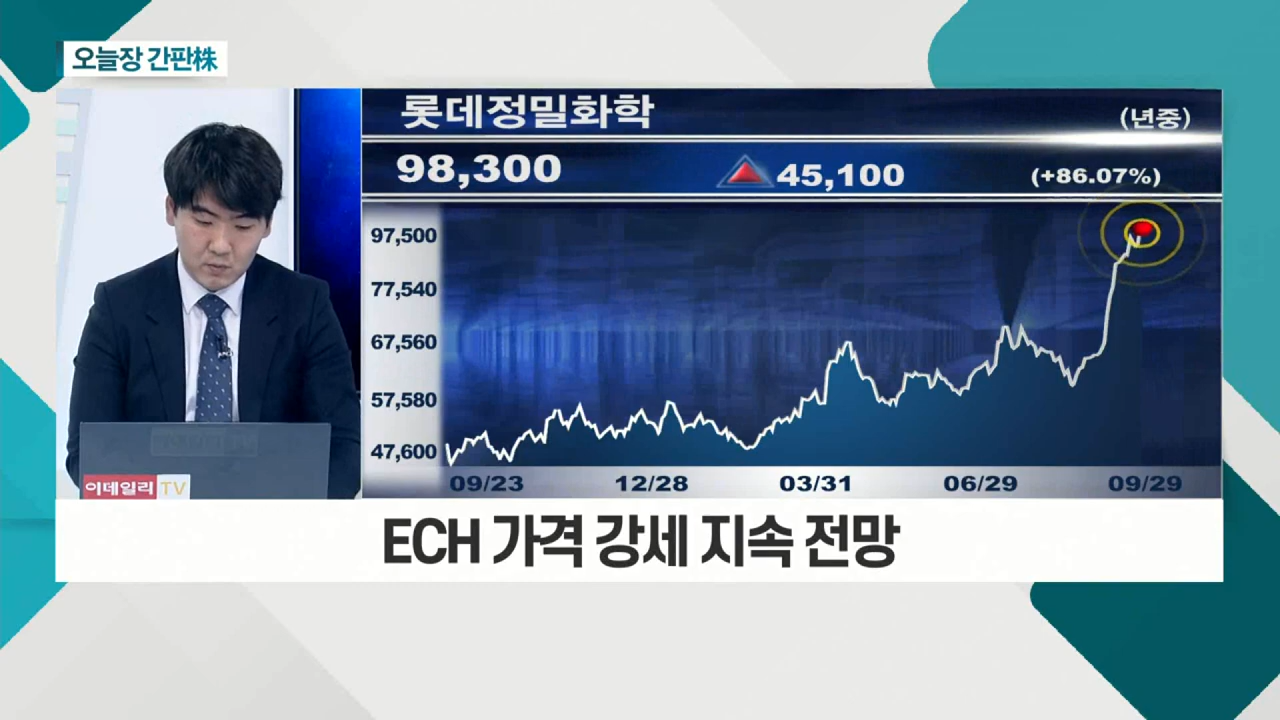 오늘장 간판株
롯데정밀화학 (년중)
98,300 45,100 (+86.07%)
97,500
77,540
67,560
57,580
47,600
09/23 12/28 03/31 06/29 09/29
이데일리 TV
ECH 가격 강세 지속 전망